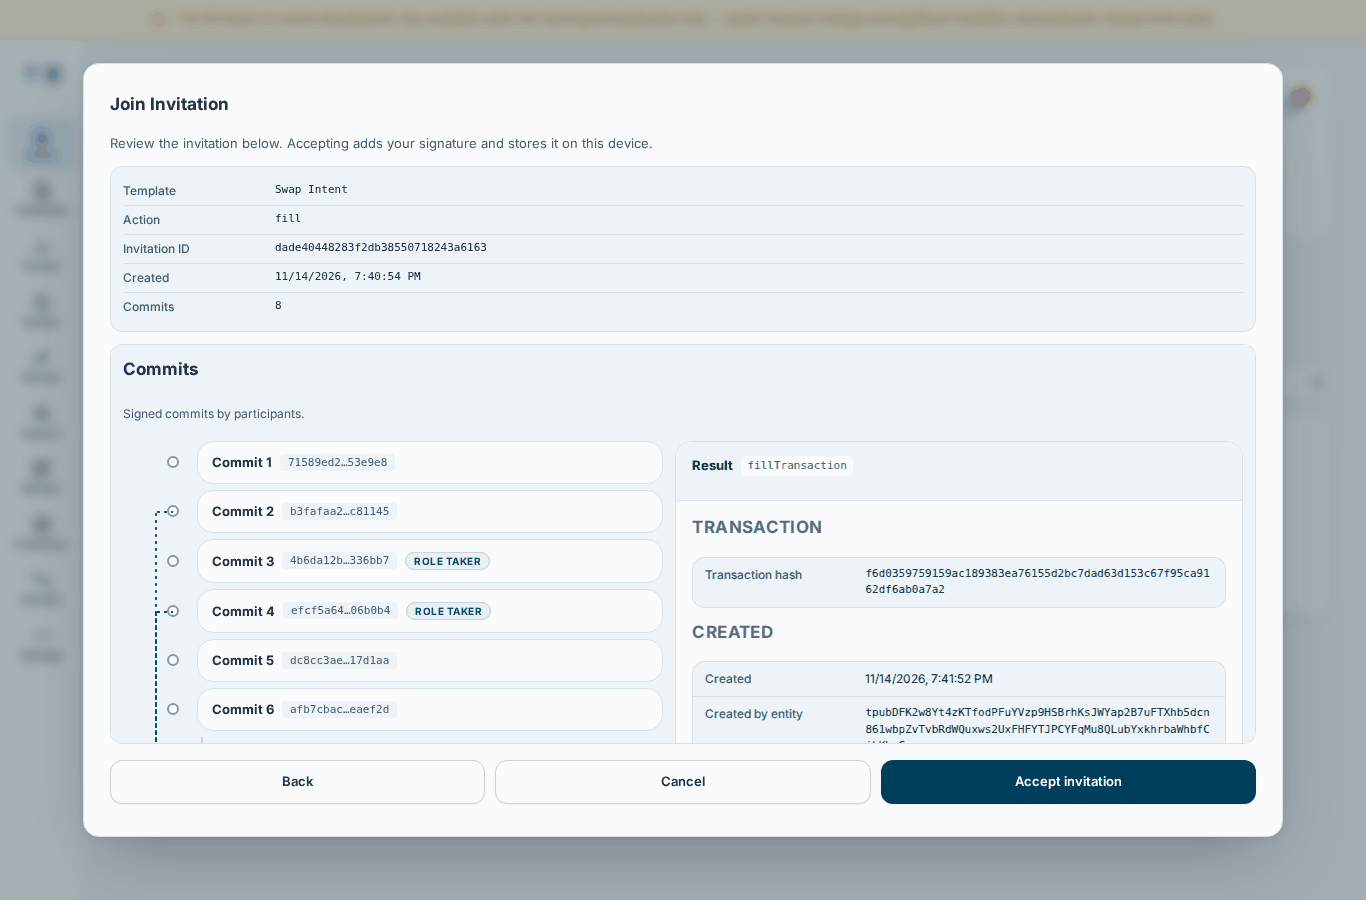 Join Invitation
Review the invitation below. Accepting adds your signature and stores it on this device.
Template Swap Intent
Action fill
Invitation ID dade40448283f2db38550718243a6163
Created 11/14/2026, 7:40:54 PM
Commits 8
Commits
Signed commits by participants.
Commit 1 71589ed2…53e9e8
Commit 2 b3fafaa2…c81145
Commit 3 4b6da12b…336bb7 ROLE TAKER
Commit 4 efcf5a64…06b0b4 ROLE TAKER
Commit 5 dc8cc3ae…17d1aa
Commit 6 afb7cbac…eaef2d
Result fillTransaction
TRANSACTION
Transaction hash f6d0359759159ac189383ea76155d2bc7dad63d153c67f95ca91
62df6ab0a7a2
CREATED
Created 11/14/2026, 7:41:52 PM
Created by entity tpubDFK2w8Yt4zKTfodPFuYVzp9HSBrhKsJWYap2B7uFTXhb5dcn
861wbpZvTvbRdWQuxws2UxFHFYTJPCYFqMu8QLubYxkhrbaWhbfC
Back
Cancel
Accept invitation